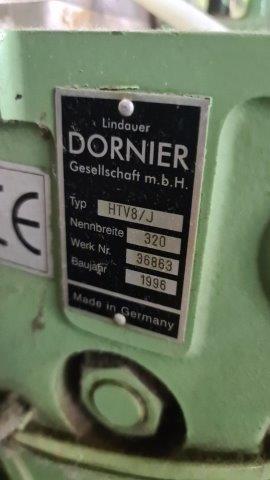 Lindauer
DORNIER
Gesellschaft m.b.H.
Typ HTV8/J
Nennbreite 320
Werk Nr. 36863
Baujahr 1996
Made in Germany
CE